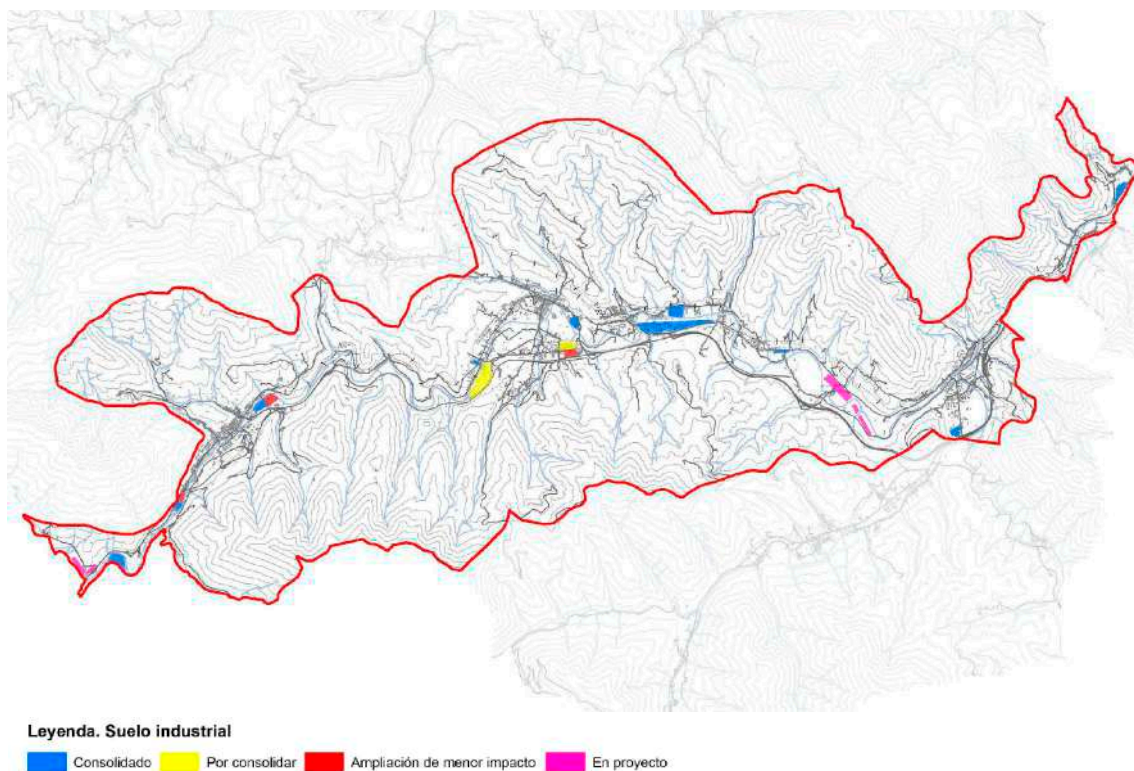 Leyenda. Suelo industrial
Consolidado Por consolidar Ampliación de menor impacto En proyecto